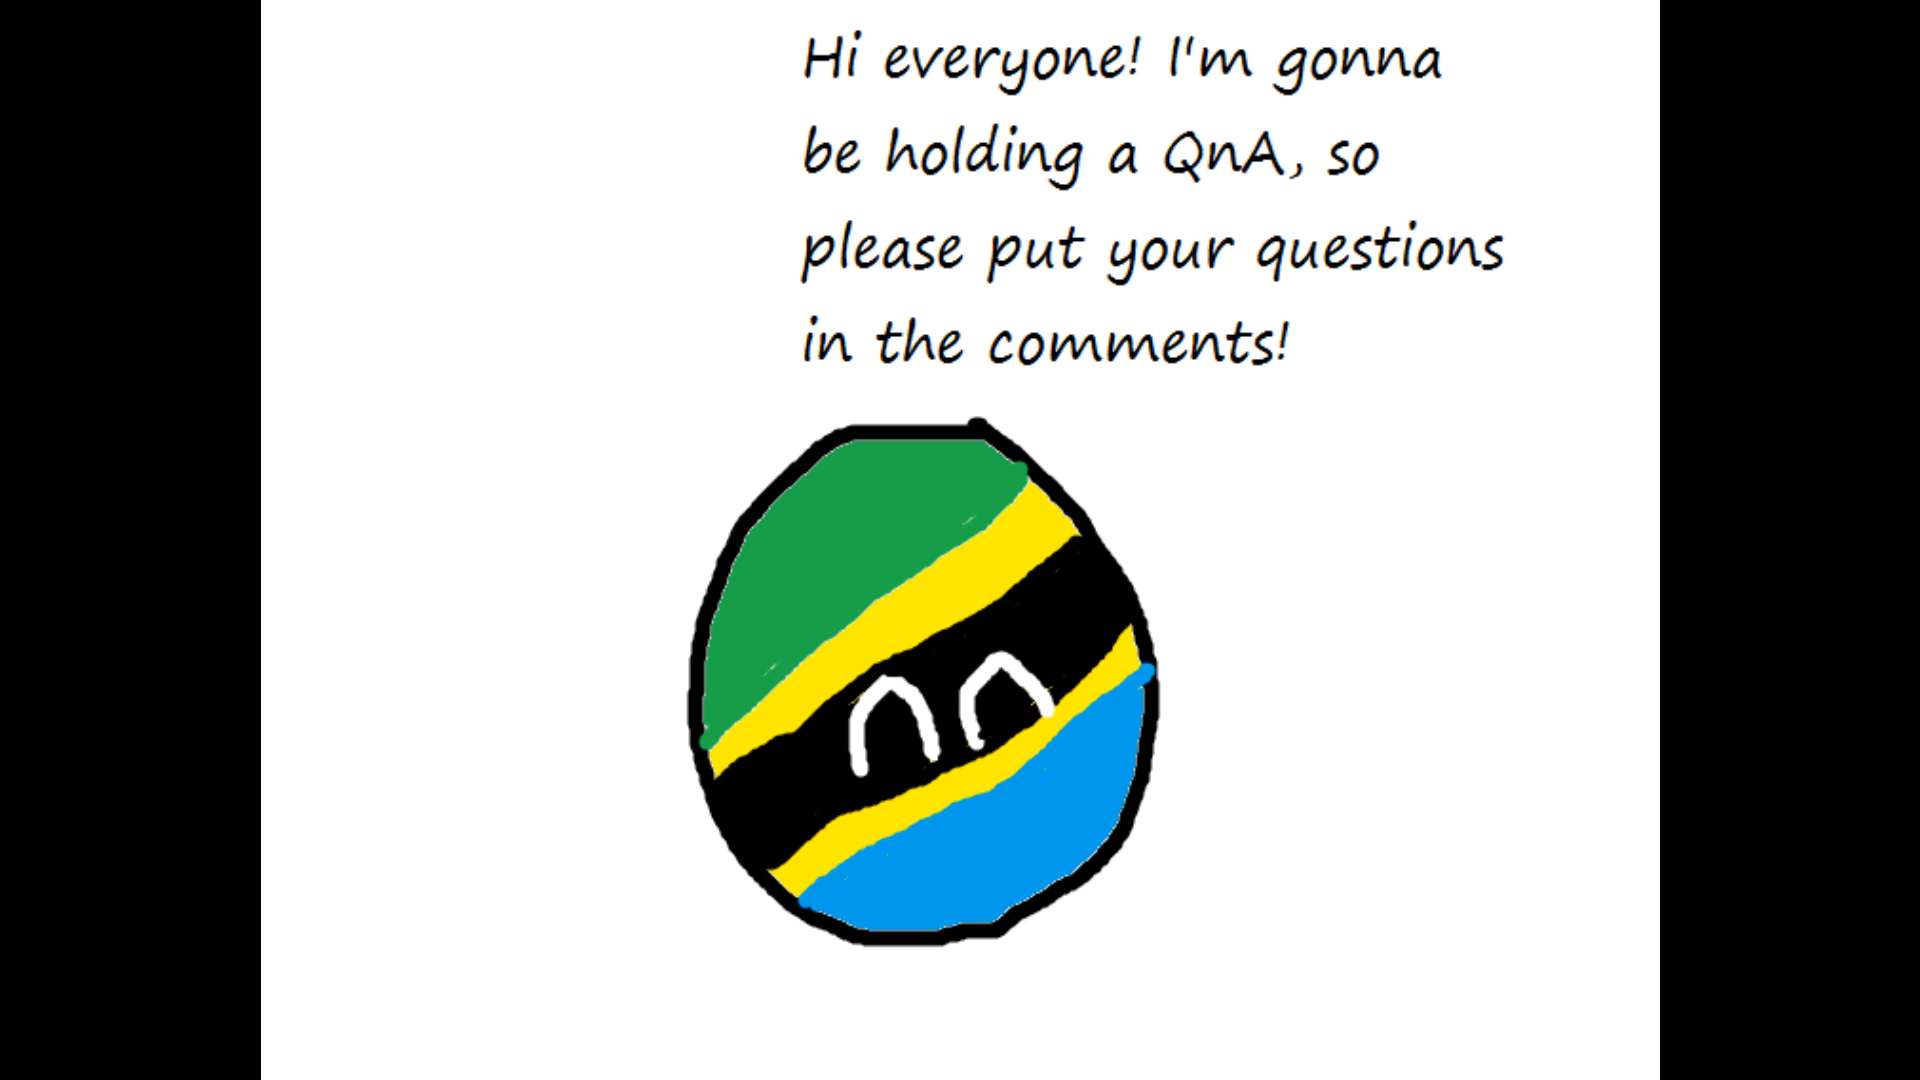 Hi everyone! I'm gonna
be holding a QnA, so
please put your questions
in the comments!